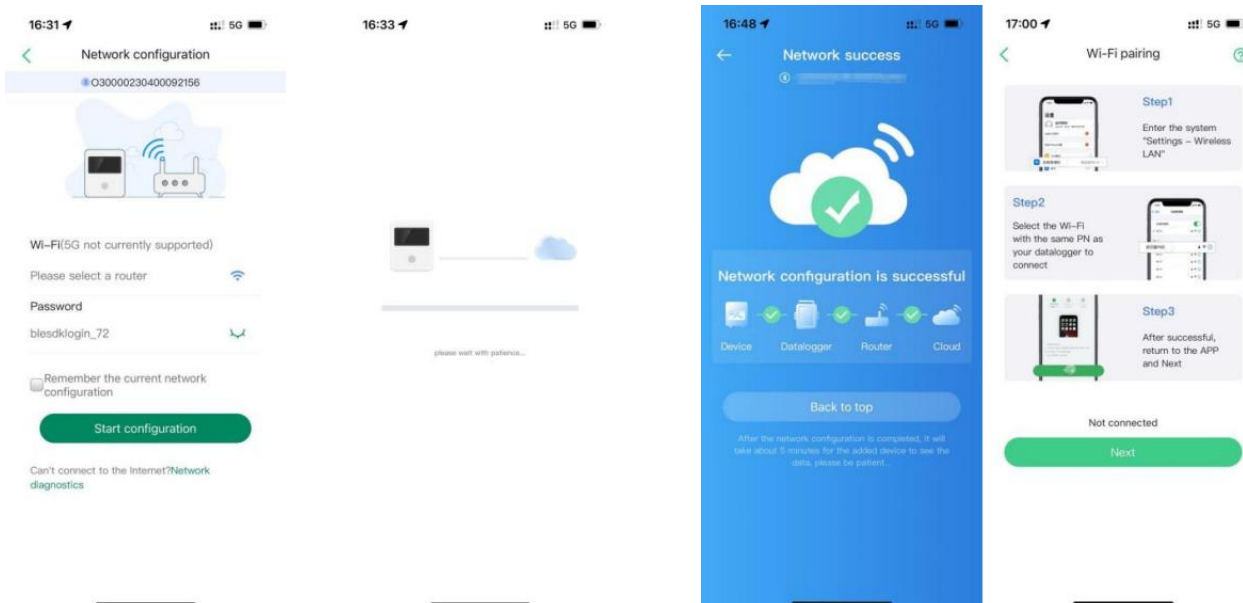 16:31
5G
Network configuration
O30000230400092156
Wi-Fi(5G not currently supported)
Please select a router
Password
blesdklogin_72
Remember the current network
configuration
Start configuration
Can't connect to the Internet?Network
diagnostics
16:33
5G
please wait with patience...
16:48
5G
Network success
Network configuration is successful
Device
Datalogger
Router
Cloud
Back to top
After the network configuration is completed, it will
take about 5 minutes for the added device to see the
data, please be patient...
17:00
5G
Wi-Fi pairing
Step1
Enter the system
"Settings – Wireless
LAN"
Step2
Select the Wi-Fi
with the same PN as
your datalogger to
connect
Step3
After successful,
return to the APP
and Next
Not connected
Next